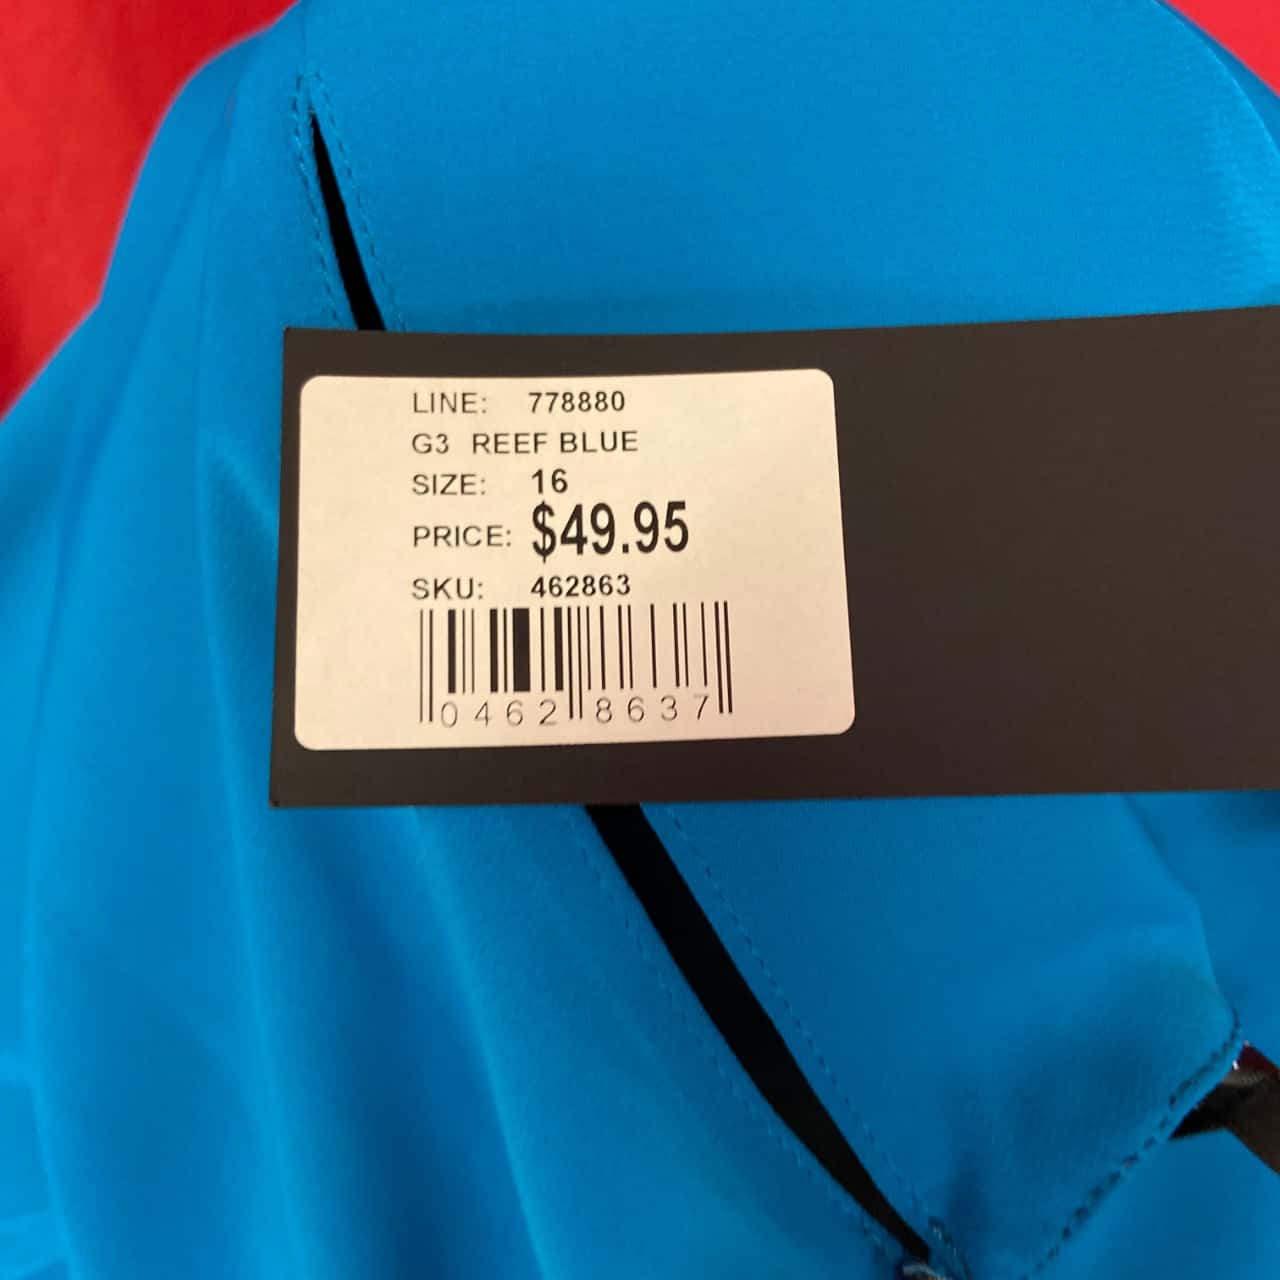 LINE: 778880
G3 REEF BLUE
SIZE: 16
PRICE: $49.95
SKU: 462863
0462 8637